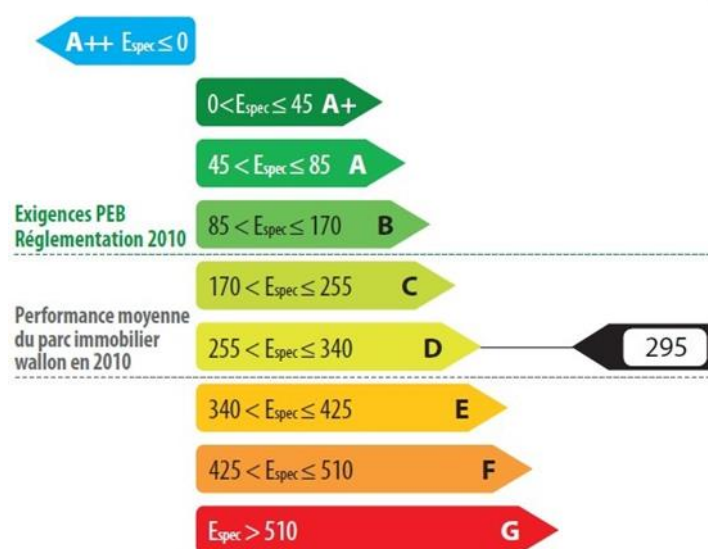 A++ Espec ≤ 0
0<Espec ≤ 45 A+
45 < Espec ≤ 85 A
Exigences PEB
Réglementation 2010
85 < Espec ≤ 170 B
170 < Espec ≤ 255 C
Performance moyenne
du parc immobilier
wallon en 2010
255 < Espec ≤ 340 D
295
340 < Espec ≤ 425 E
425 < Espec ≤ 510 F
Espec > 510 G